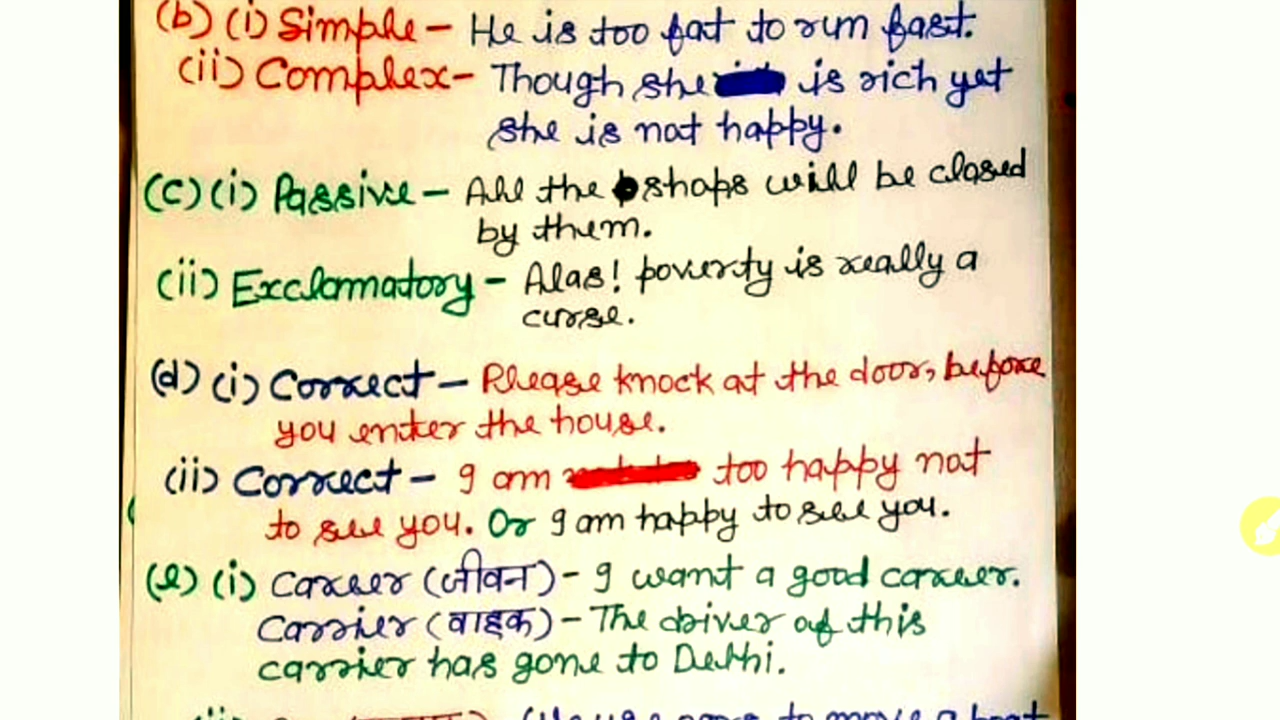 (b) (i) Simple - He is too fat to run fast.
(ii) Complex - Though she is rich yet
she is not happy.
(c) (i) Passive - All the shops will be closed
by them.
(ii) Exclamatory - Alas! poverty is really a
curse.
(d) (i) Correct - Please knock at the door, before
you enter the house.
(ii) Correct - I am too happy not
to see you. Or I am happy to see you.
(e) (i) Career (जीवन) - I want a good career.
Carrier (वाहक) - The driver of this
carrier has gone to Delhi.